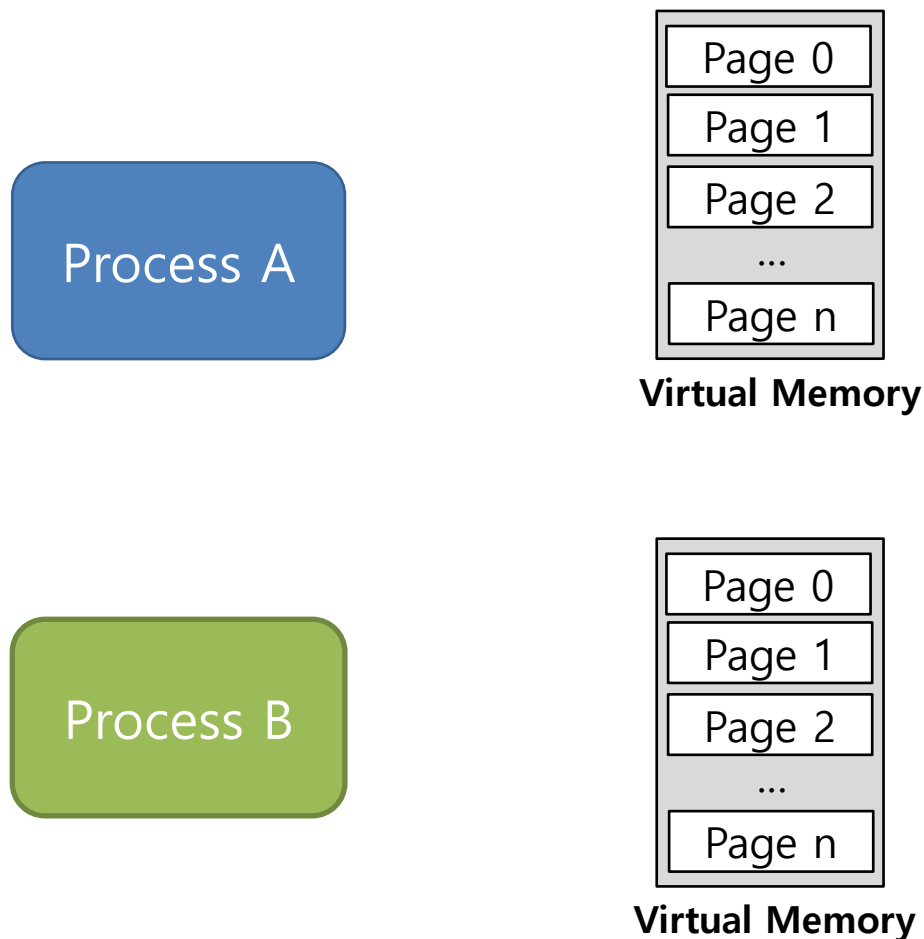 Page 0
Page 1
Process A
Page 2
...
Page n
Virtual Memory
Page 0
Page 1
Process B
Page 2
...
Page n
Virtual Memory